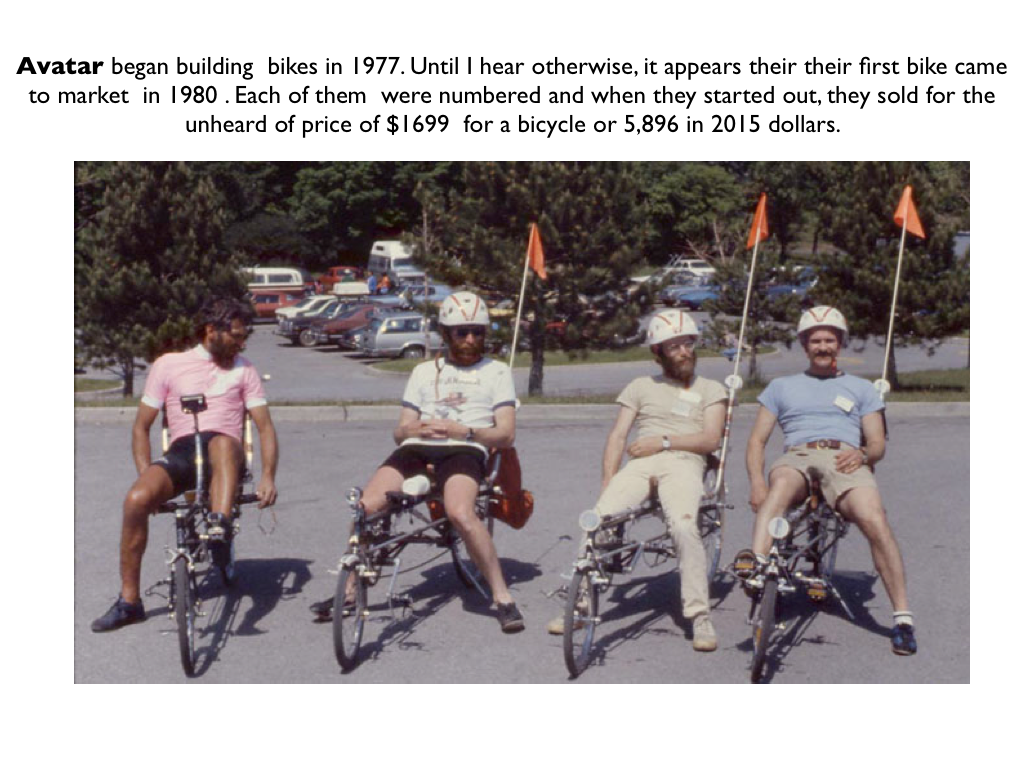 Avatar began building  bikes in 1977. Until I hear otherwise, it appears their their first bike came
to market  in 1980 . Each of them  were numbered and when they started out, they sold for the
unheard of price of $1699  for a bicycle or 5,896 in 2015 dollars.